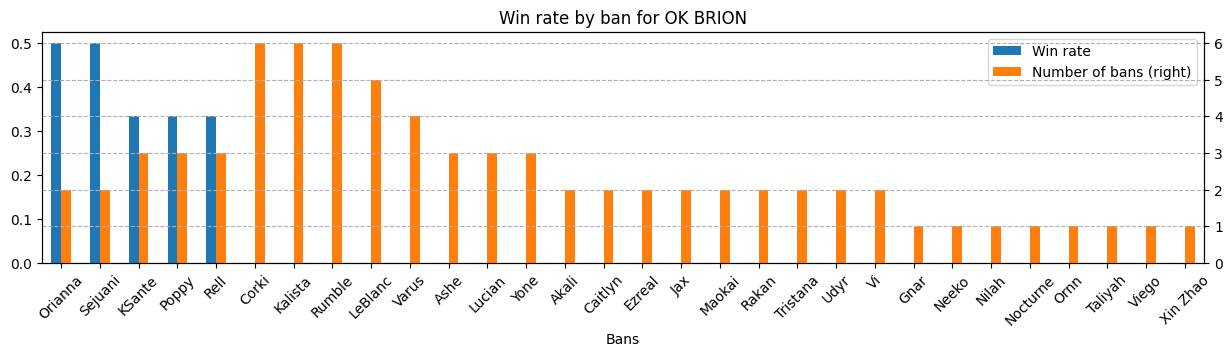 Win rate by ban for OK BRION
Win rate
Number of bans (right)
0.5
0.4
0.3
0.2
0.1
0.0
6
5
4
3
2
1
0
Orianna
Sejuani
KSante
Poppy
Rell
Corki
Kalista
Rumble
LeBlanc
Varus
Ashe
Lucian
Yone
Akali
Caitlyn
Ezreal
Jax
Maokai
Rakan
Tristana
Udyr
Vi
Gnar
Neeko
Nilah
Nocturne
Ornn
Taliyah
Viego
Xin Zhao
Bans